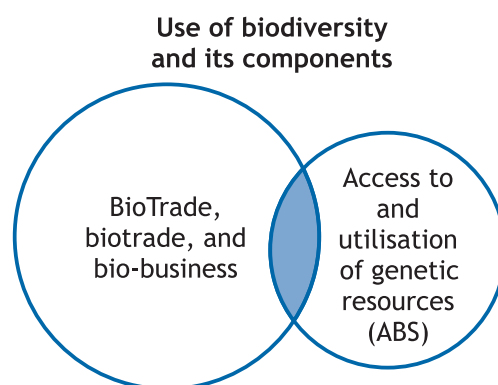 Use of biodiversity
and its components
BioTrade,
biotrade, and
bio-business
Access to
and
utilisation
of genetic
resources
(ABS)